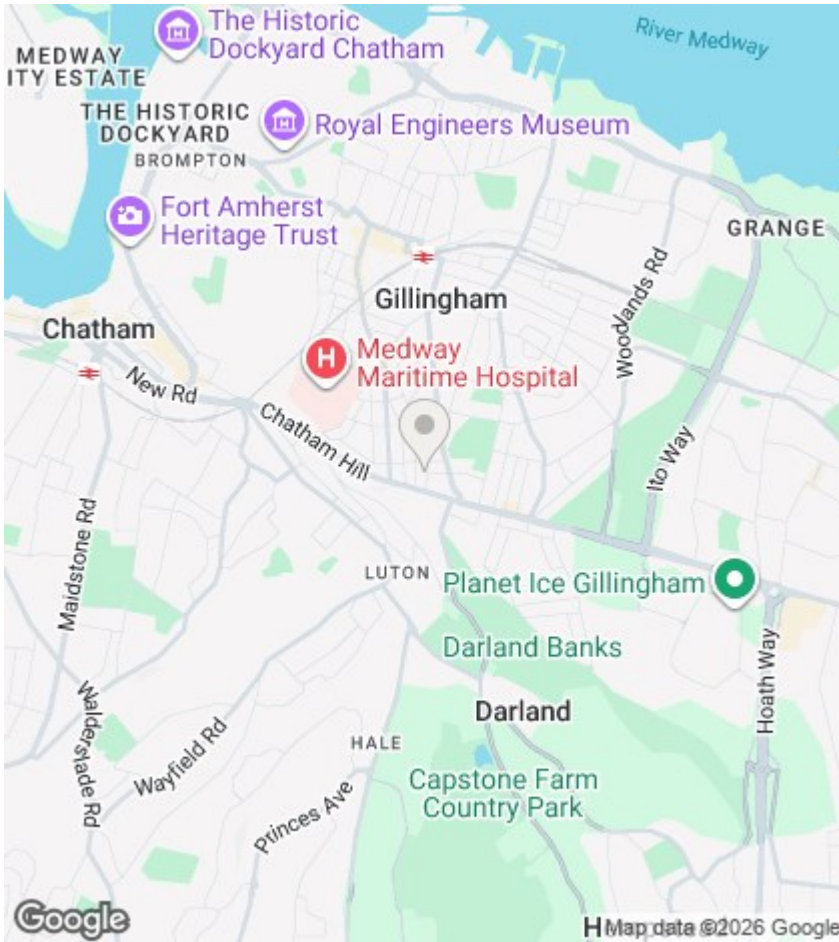 The Historic
Dockyard Chatham
River Medway
MEDWAY
ITY ESTATE
THE HISTORIC
DOCKYARD
BROMPTON
Royal Engineers Museum
Fort Amherst
Heritage Trust
GRANGE
Woodlands Rd
Gillingham
Chatham
H
Medway
Maritime Hospital
New Rd
Chatham Hill
Ito Way
Maidstone Rd
LUTON
Planet Ice Gillingham
Darland Banks
Hoath Way
Walderslade Rd
Wayfield Rd
Darland
HALE
Capstone Farm
Country Park
Princes Ave
Google
Map data ©2026 Google